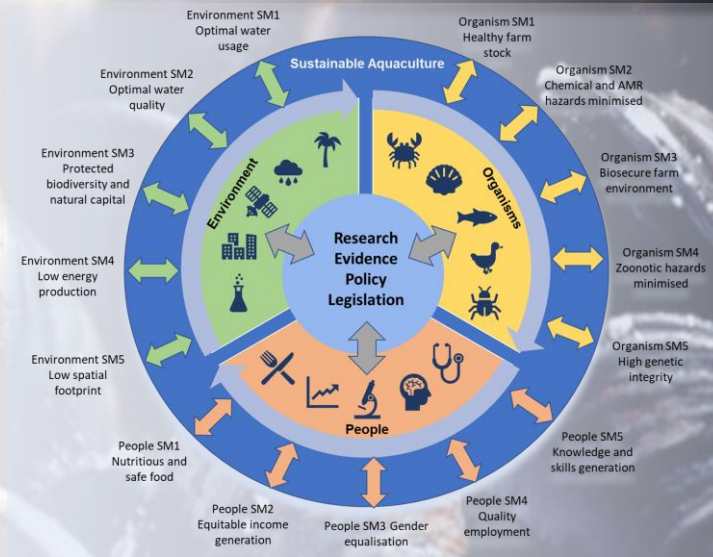 Sustainable Aquaculture
Environment SM1
Optimal water
usage
Environment SM2
Optimal water
quality
Environment SM3
Protected
biodiversity and
natural capital
Environment SM4
Low energy
production
Environment SM5
Low spatial
footprint
Organism SM1
Healthy farm
stock
Organism SM2
Chemical and AMR
hazards minimised
Organism SM3
Biosecure farm
environment
Organism SM4
Zoonotic hazards
minimised
Organism SM5
High genetic
integrity
People SM1
Nutritious and
safe food
People SM2
Equitable income
generation
People SM3 Gender
equalisation
People SM4
Quality
employment
People SM5
Knowledge and
skills generation
Environment
Organisms
People
Research
Evidence
Policy
Legislation